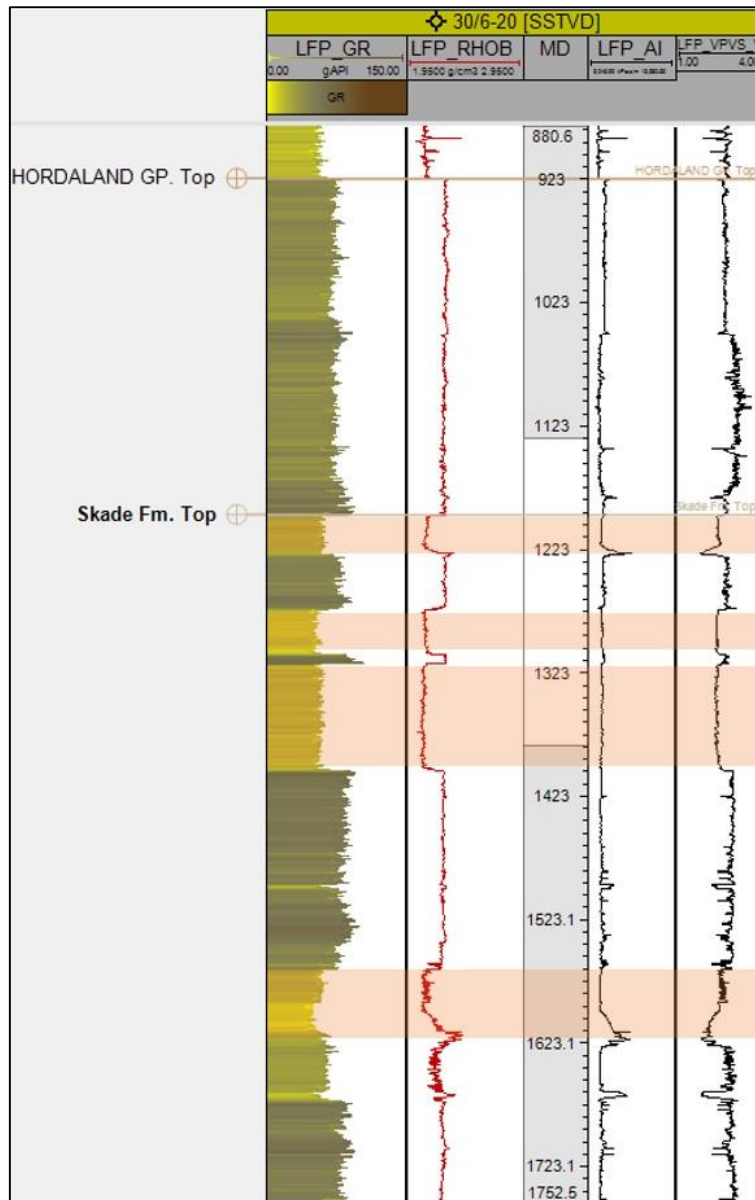 30/6-20 [SSTVD]
LFP_GR LFP_RHOB MD LFP_AI LFP_VPVS_
0.00 gAPI 150.00 1.9500 g/cm3 2.9500 1.00 4.0
GR
880.6
HORDALAND GP. Top HORDALAND GP. Top
923
1023
1123
Skade Fm. Top Skade Fm. Top
1223
1323
1423
1523.1
1623.1
1723.1
1752.5